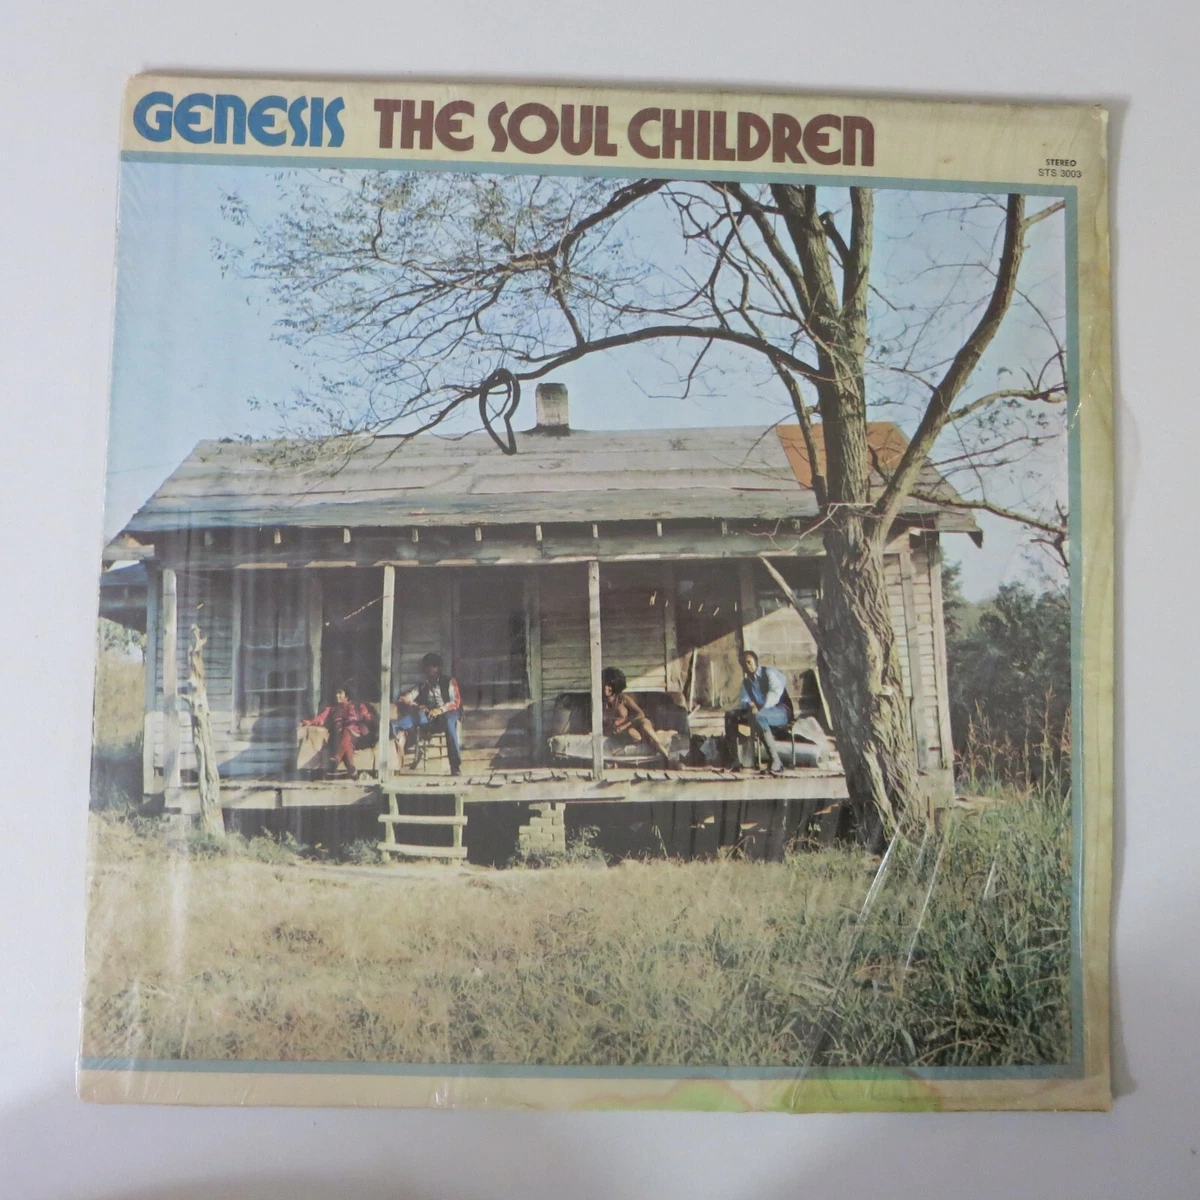 GENESIS THE SOUL CHILDREN
STEREO
STS 3003